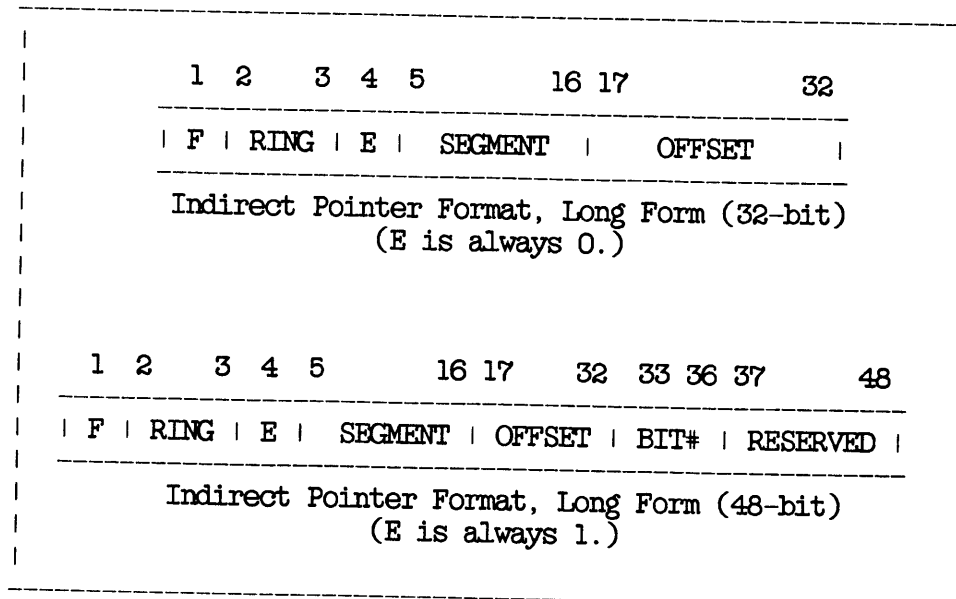 1 2 3 4 5 16 17 32
| F | RING | E | SEGMENT | OFFSET |
Indirect Pointer Format, Long Form (32-bit)
(E is always 0.)
1 2 3 4 5 16 17 32 33 36 37 48
| F | RING | E | SEGMENT | OFFSET | BIT# | RESERVED |
Indirect Pointer Format, Long Form (48-bit)
(E is always 1.)